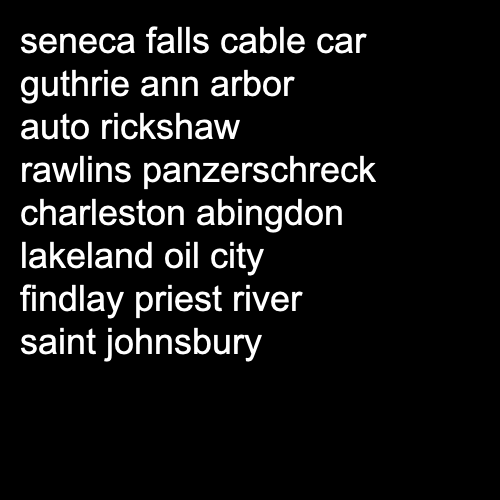 seneca falls cable car
guthrie ann arbor
auto rickshaw
rawlins panzerschreck
charleston abingdon
lakeland oil city
findlay priest river
saint johnsbury